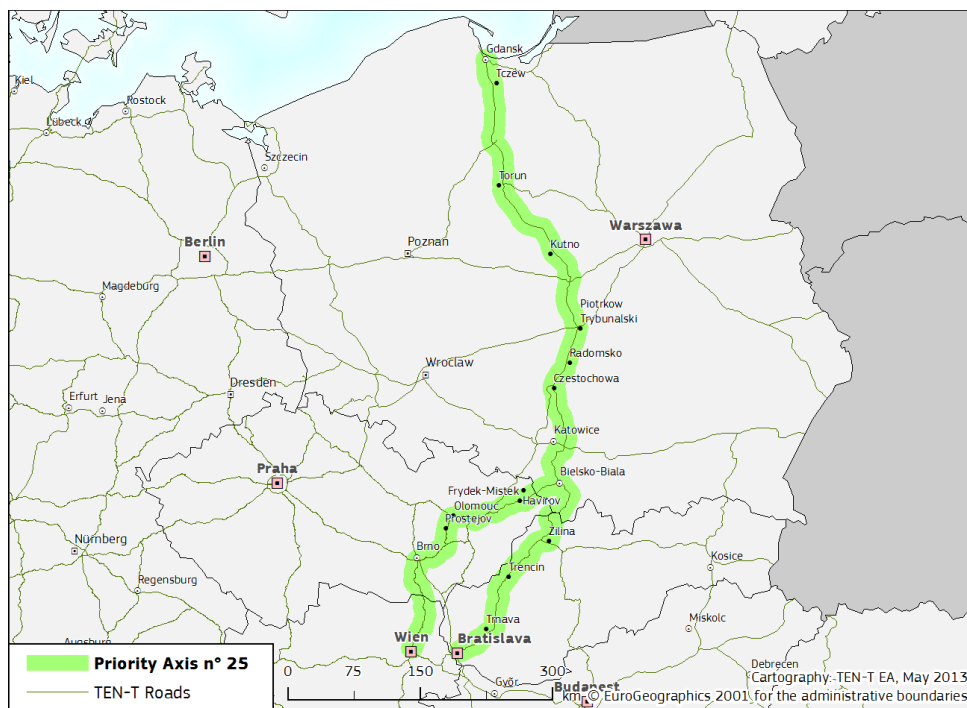 Gdansk
Kiel
Tczew
Rostock
Lübeck
Szczecin
Torun
Warszawa
Berlin
Poznan
Kutno
Magdeburg
Piotrkow
Trybunalski
Radomsko
Wroclaw
Czestochowa
Dresden
Erfurt
Jena
Katowice
Praha
Bielsko-Biala
Frydek-Mistek
Havirov
Olomouc
Prostejov
Nürnberg
Zilina
Brno
Kosice
Trencin
Regensburg
Trnava
Miskolc
Wien
Bratislava
Augsburg
Priority Axis n° 25
TEN-T Roads
0 75 150 300
km
Győr
Budapest
Debrecen
Cartography: TEN-T EA, May 2013
© EuroGeographics 2001 for the administrative boundaries